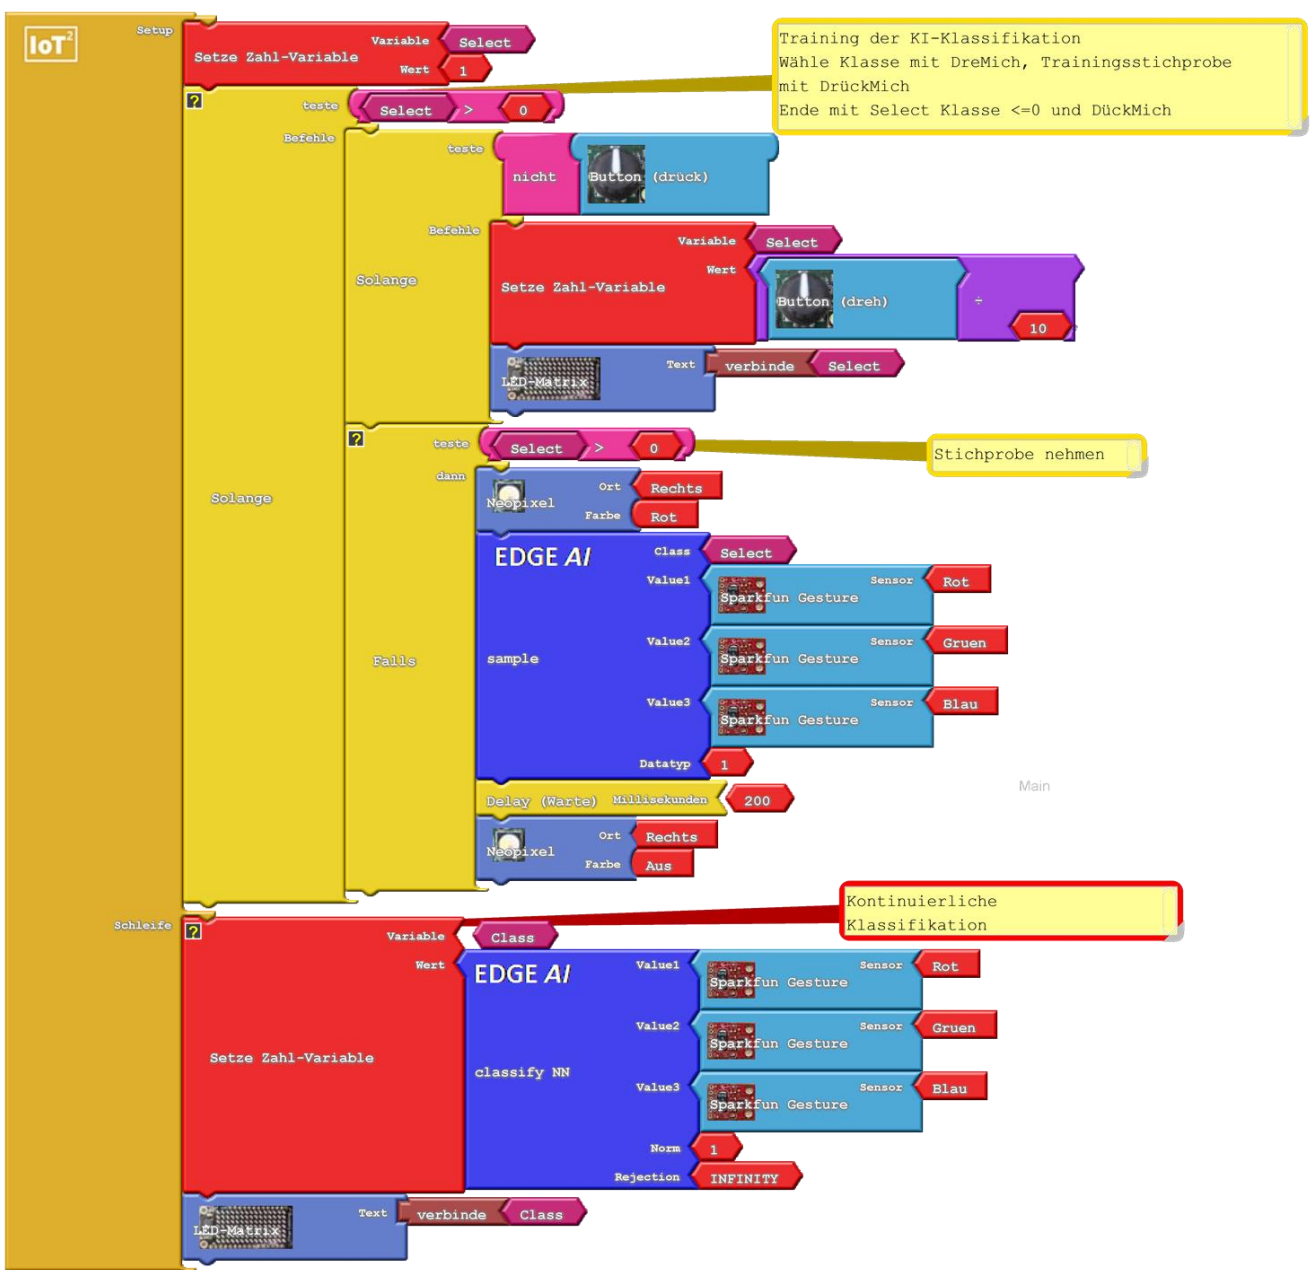 IoT²
Setup
Setze Zahl-Variable
Variable Select
Wert 1
Training der KI-Klassifikation
Wähle Klasse mit DreMich, Trainingsstichprobe
mit DrückMich
Ende mit Select Klasse <=0 und DückMich
?
Solange
teste Select > 0
Befehle
Solange
teste nicht Button (drück)
Befehle
Setze Zahl-Variable
Variable Select
Wert Button (dreh) ÷ 10
LED-Matrix Text verbinde Select
?
Falls
teste Select > 0
Stichprobe nehmen
dann
Neopixel
Ort Rechts
Farbe Rot
EDGE AI
sample
Class Select
Value1 Sparkfun Gesture Sensor Rot
Value2 Sparkfun Gesture Sensor Gruen
Value3 Sparkfun Gesture Sensor Blau
Datatyp 1
Main
Delay (Warte) Millisekunden 200
Neopixel
Ort Rechts
Farbe Aus
Schleife
?
Kontinuierliche
Klassifikation
Setze Zahl-Variable
Variable Class
Wert
EDGE AI
classify NN
Value1 Sparkfun Gesture Sensor Rot
Value2 Sparkfun Gesture Sensor Gruen
Value3 Sparkfun Gesture Sensor Blau
Norm 1
Rejection INFINITY
LED-Matrix Text verbinde Class